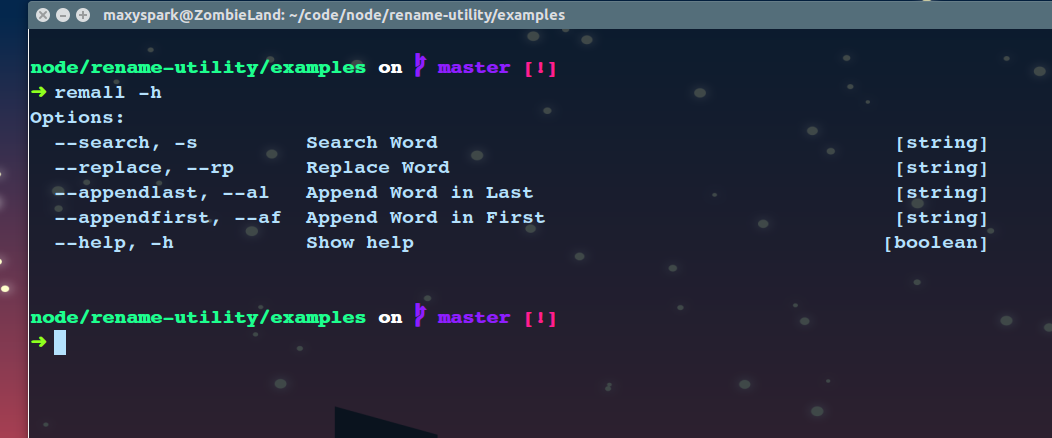 maxyspark@ZombieLand: ~/code/node/rename-utility/examples
node/rename-utility/examples on master [!]
➜ remall -h
Options:
--search, -s Search Word [string]
--replace, --rp Replace Word [string]
--appendlast, --al Append Word in Last [string]
--appendfirst, --af Append Word in First [string]
--help, -h Show help [boolean]
node/rename-utility/examples on master [!]
➜